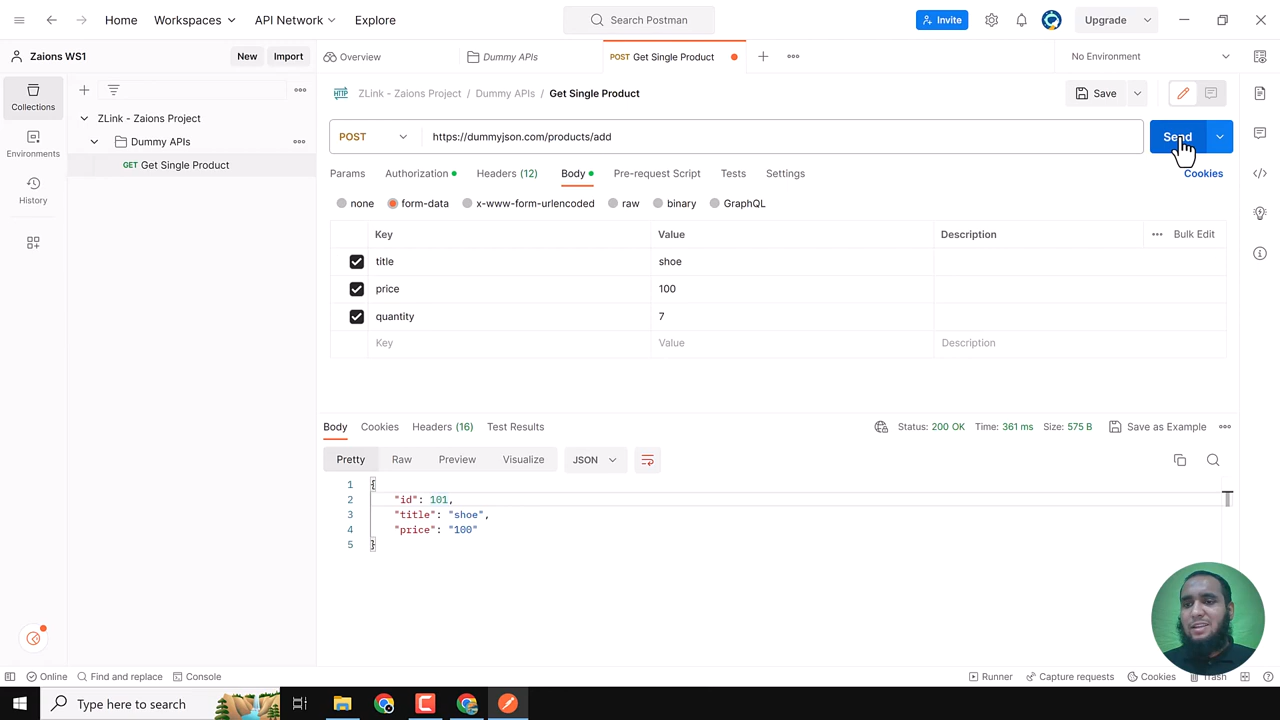 Home Workspaces API Network Explore Search Postman Invite Upgrade
Zaions WS1 New Import Overview Dummy APIs POST Get Single Product No Environment
Collections
Environments
History
ZLink - Zaions Project
Dummy APIs
GET Get Single Product
HTTP ZLink - Zaions Project / Dummy APIs / Get Single Product Save
POST https://dummyjson.com/products/add Send
Params Authorization Headers (12) Body Pre-request Script Tests Settings Cookies
none form-data x-www-form-urlencoded raw binary GraphQL
Key Value Description Bulk Edit
title shoe
price 100
quantity 7
Key Value Description
Body Cookies Headers (16) Test Results Status: 200 OK Time: 361 ms Size: 575 B Save as Example
Pretty Raw Preview Visualize JSON
1 {
2 "id": 101,
3 "title": "shoe",
4 "price": "100"
5 }
Online Find and replace Console Runner Capture requests Cookies Trash
Type here to search